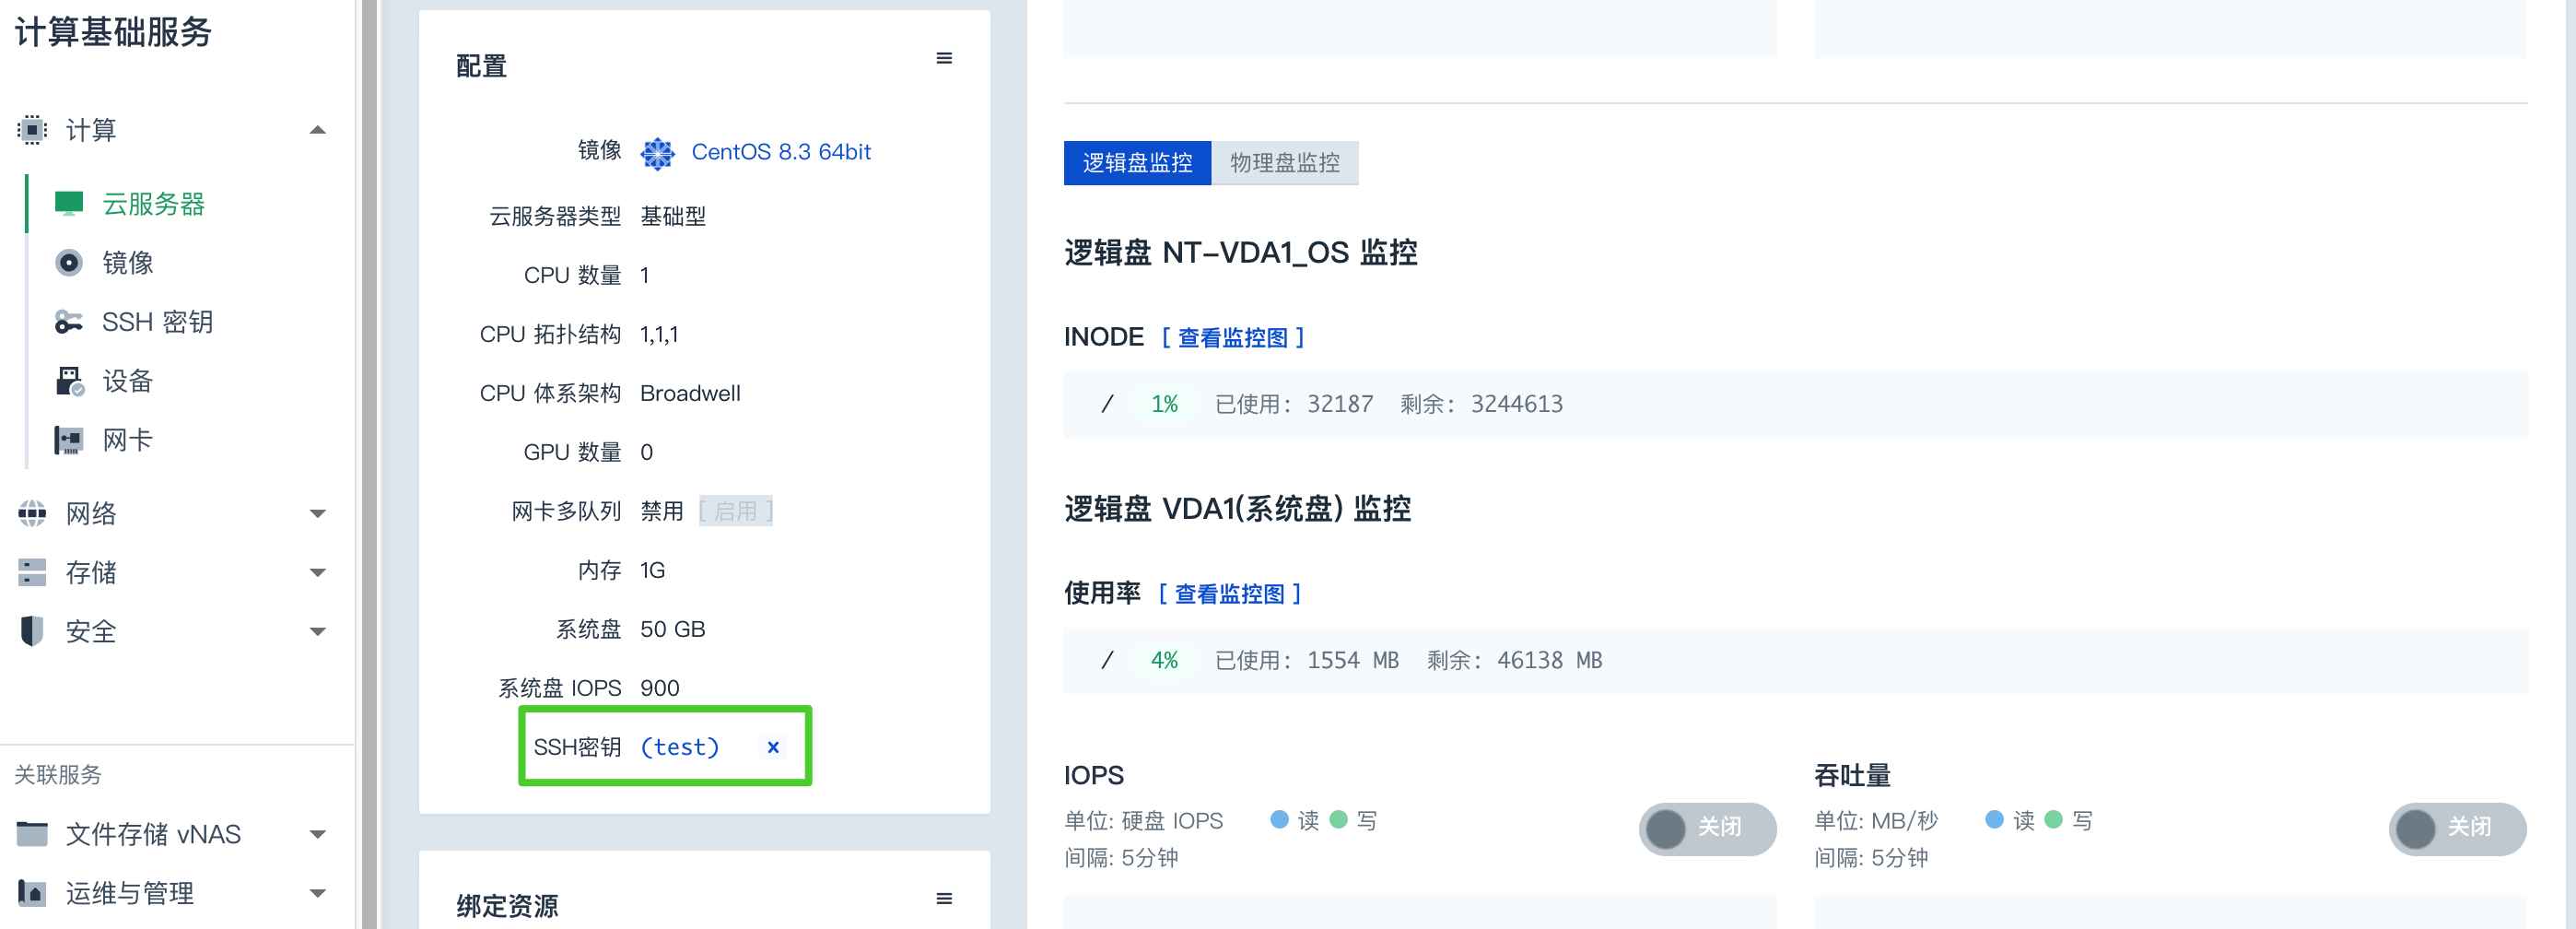 计算基础服务
计算
云服务器
镜像
SSH 密钥
设备
网卡
网络
存储
安全
关联服务
文件存储 vNAS
运维与管理
配置
镜像 CentOS 8.3 64bit
云服务器类型 基础型
CPU 数量 1
CPU 拓扑结构 1,1,1
CPU 体系架构 Broadwell
GPU 数量 0
网卡多队列 禁用 [ 启用 ]
内存 1G
系统盘 50 GB
系统盘 IOPS 900
SSH密钥 (test) x
绑定资源
逻辑盘监控 物理盘监控
逻辑盘 NT-VDA1_OS 监控
INODE [ 查看监控图 ]
/ 1% 已使用: 32187 剩余: 3244613
逻辑盘 VDA1(系统盘) 监控
使用率 [ 查看监控图 ]
/ 4% 已使用: 1554 MB 剩余: 46138 MB
IOPS
单位: 硬盘 IOPS 读 写
间隔: 5分钟
关闭
吞吐量
单位: MB/秒 读 写
间隔: 5分钟
关闭